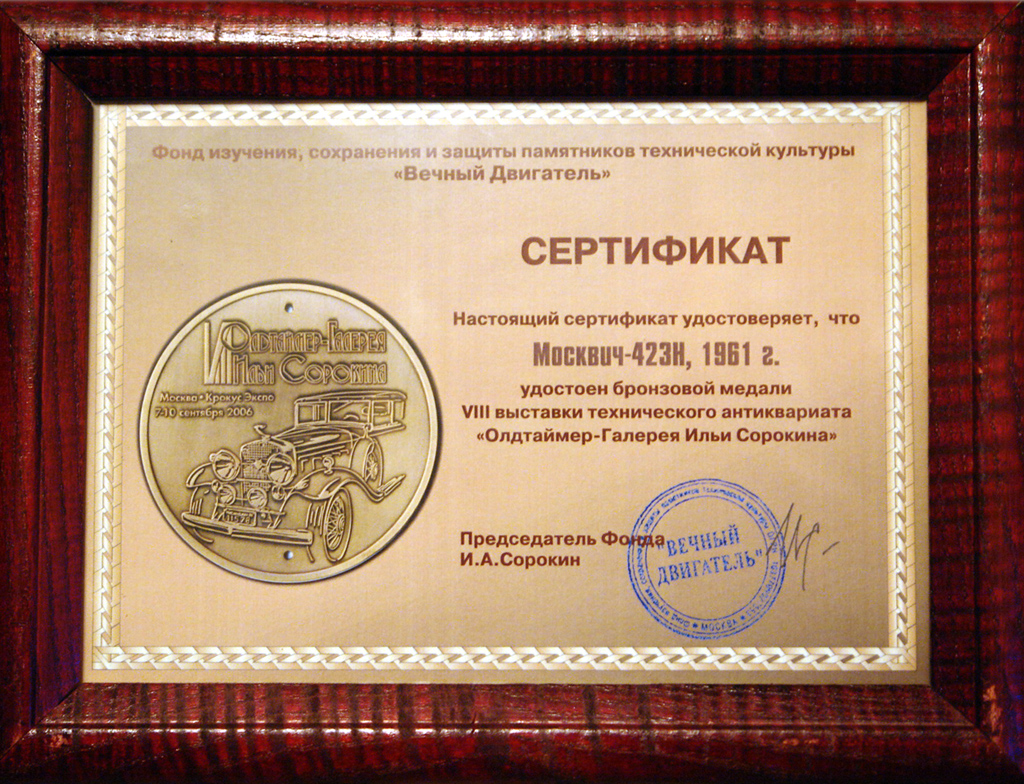 Фонд изучения, сохранения и защиты памятников технической культуры
«Вечный Двигатель»
СЕРТИФИКАТ
Настоящий сертификат удостоверяет, что
Москвич-423Н, 1961 г.
удостоен бронзовой медали
VIII выставки технического антиквариата
«Олдтаймер-Галерея Ильи Сорокина»
Олдтаймер-Галерея
Ильи Сорокина
Москва • Крокус Экспо
7-10 сентября 2006
Председатель Фонда
И.А.Сорокин
"ВЕЧНЫЙ
ДВИГАТЕЛЬ"
МОСКВА